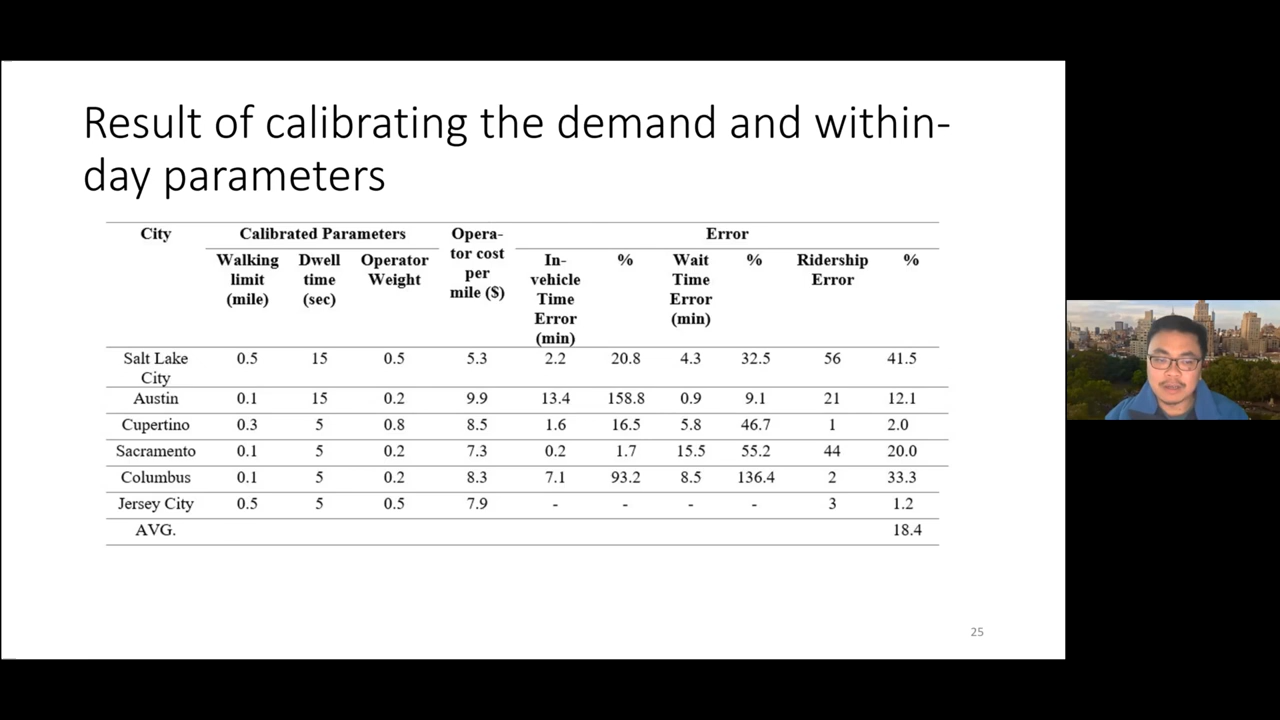 Result of calibrating the demand and within-
day parameters
City Calibrated Parameters Opera-
tor cost
per
mile ($) Error
Walking
limit
(mile) Dwell
time
(sec) Operator
Weight In-
vehicle
Time
Error
(min) % Wait
Time
Error
(min) % Ridership
Error %
Salt Lake
City 0.5 15 0.5 5.3 2.2 20.8 4.3 32.5 56 41.5
Austin 0.1 15 0.2 9.9 13.4 158.8 0.9 9.1 21 12.1
Cupertino 0.3 5 0.8 8.5 1.6 16.5 5.8 46.7 1 2.0
Sacramento 0.1 5 0.2 7.3 0.2 1.7 15.5 55.2 44 20.0
Columbus 0.1 5 0.2 8.3 7.1 93.2 8.5 136.4 2 33.3
Jersey City 0.5 5 0.5 7.9 - - - - 3 1.2
AVG. 18.4
25